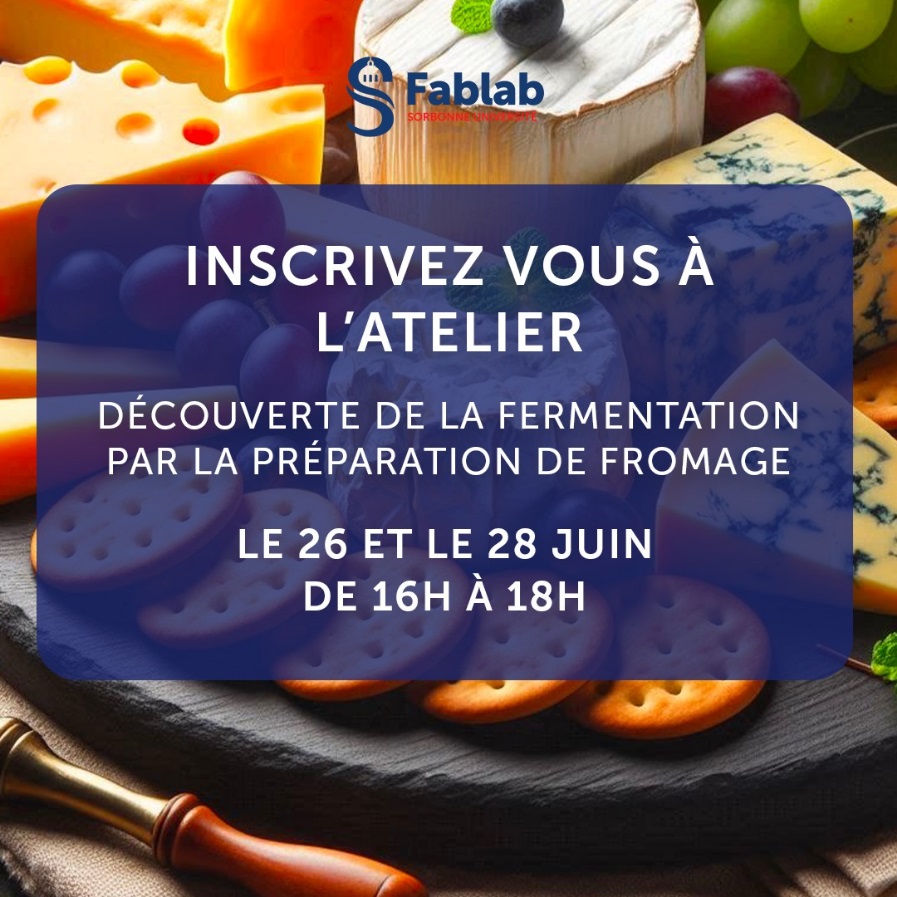 Fablab
SORBONNE UNIVERSITÉ
INSCRIVEZ VOUS À
L’ATELIER
DÉCOUVERTE DE LA FERMENTATION
PAR LA PRÉPARATION DE FROMAGE
LE 26 ET LE 28 JUIN
DE 16H À 18H